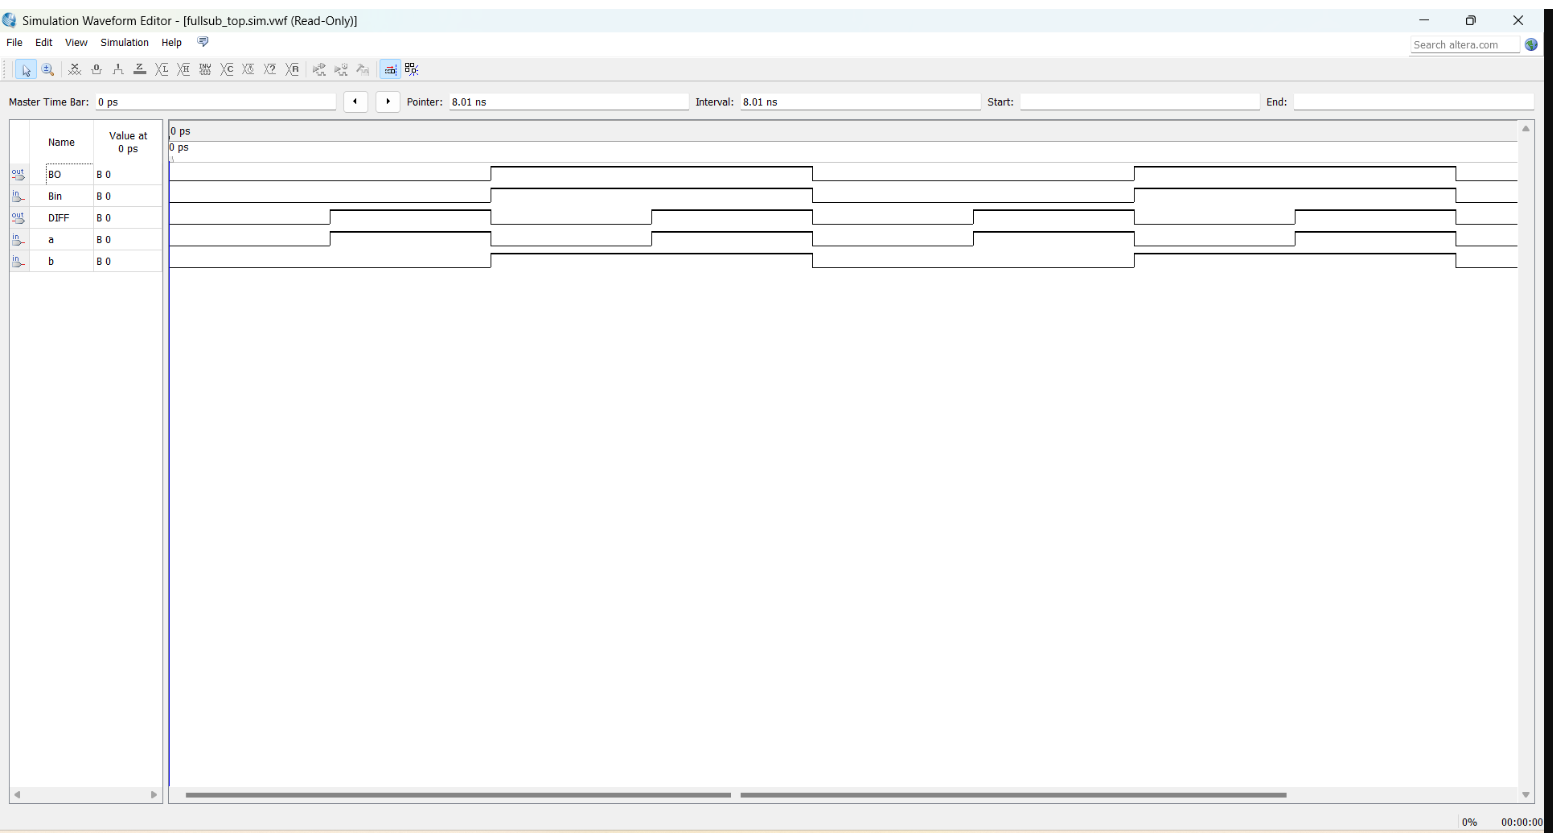 Simulation Waveform Editor - [fullsub_top.sim.vwf (Read-Only)]
File Edit View Simulation Help
Search altera.com
Master Time Bar: 0 ps Pointer: 8.01 ns Interval: 8.01 ns Start: End:
Name Value at 0 ps
0 ps
0 ps
out BO B 0
in Bin B 0
out DIFF B 0
in a B 0
in b B 0
0% 00:00:00